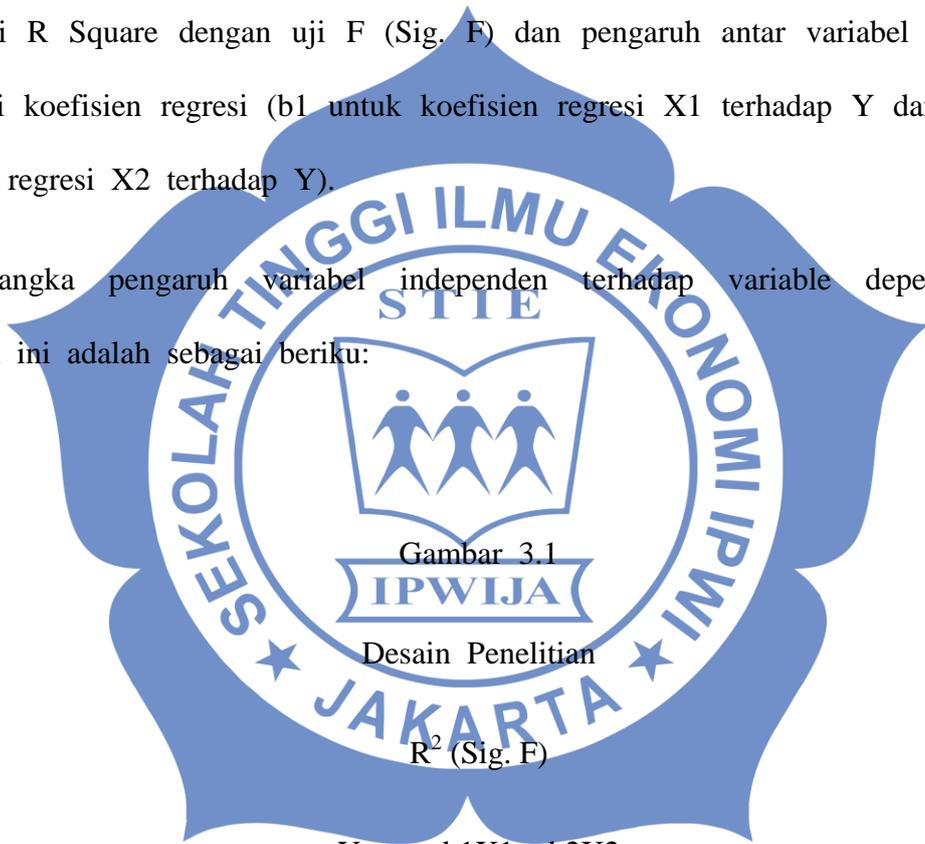 i R Square dengan uji F (Sig. F) dan pengaruh antar variabel
i koefisien regresi (b1 untuk koefisien regresi X1 terhadap Y
regresi X2 terhadap Y).
angka pengaruh variabel independen terhadap variable
ini adalah sebagai beriku:
Gambar 3.1
Desain Penelitian
R² (Sig. F)
SEKOLAH TINGGI ILMU EKONOMI IPWI
STIE
IPWIJA
JAKARTA